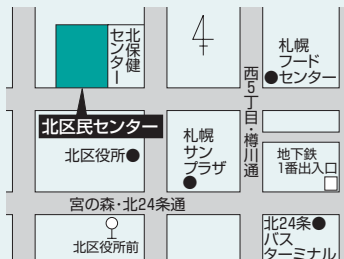 北保健
センター
札幌
フード
センター
西5丁目・樽川通
北区民センター
北区役所
札幌
サン
プラザ
地下鉄
1番出入口
宮の森・北24条通
北区役所前
北24条
バス
ターミナル